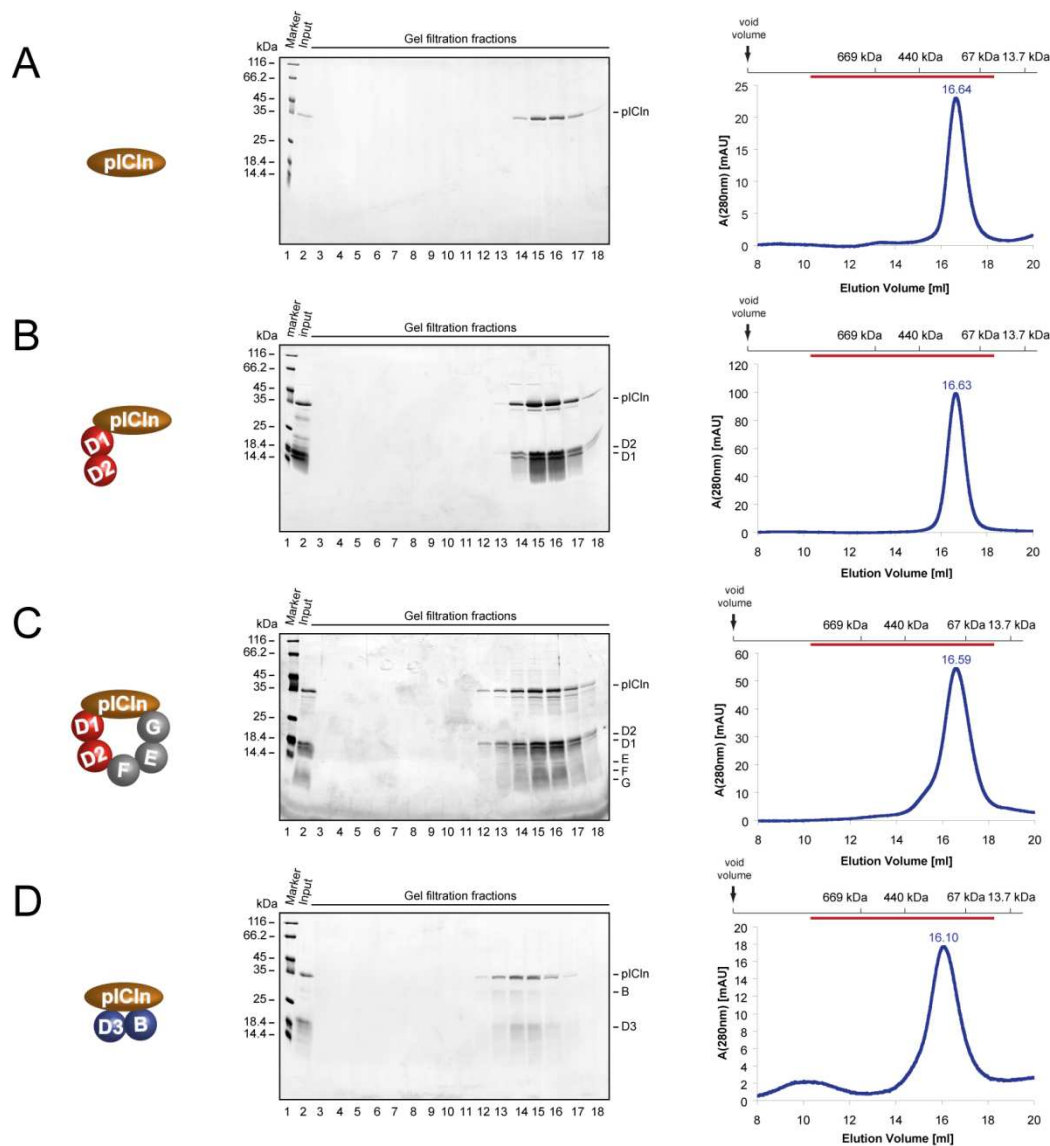 A
pICln
kDa
Marker
Input
Gel filtration fractions
116
66.2
45
35
25
18.4
14.4
pICln
1 2 3 4 5 6 7 8 9 10 11 12 13 14 15 16 17 18
void
volume
669 kDa 440 kDa 67 kDa 13.7 kDa
16.64
A(280nm) [mAU]
25
20
15
10
5
0
8 10 12 14 16 18 20
Elution Volume [ml]
B
pICln
D1
D2
kDa
marker
input
Gel filtration fractions
116
66.2
45
35
25
18.4
14.4
pICln
D2
D1
1 2 3 4 5 6 7 8 9 10 11 12 13 14 15 16 17 18
void
volume
669 kDa 440 kDa 67 kDa 13.7 kDa
16.63
A(280nm) [mAU]
120
100
80
60
40
20
0
8 10 12 14 16 18 20
Elution Volume [ml]
C
pICln
D1 G
D2 F E
kDa
Marker
Input
Gel filtration fractions
116
66.2
45
35
25
18.4
14.4
pICln
D2
D1
E
F
G
1 2 3 4 5 6 7 8 9 10 11 12 13 14 15 16 17 18
void
volume
669 kDa 440 kDa 67 kDa 13.7 kDa
16.59
A(280nm) [mAU]
60
50
40
30
20
10
0
8 10 12 14 16 18 20
Elution Volume [ml]
D
pICln
D3 B
kDa
Marker
Input
Gel filtration fractions
116
66.2
45
35
25
18.4
14.4
pICln
B
D3
1 2 3 4 5 6 7 8 9 10 11 12 13 14 15 16 17 18
void
volume
669 kDa 440 kDa 67 kDa 13.7 kDa
16.10
A(280nm) [mAU]
20
18
16
14
12
10
8
6
4
2
0
8 10 12 14 16 18 20
Elution Volume [ml]